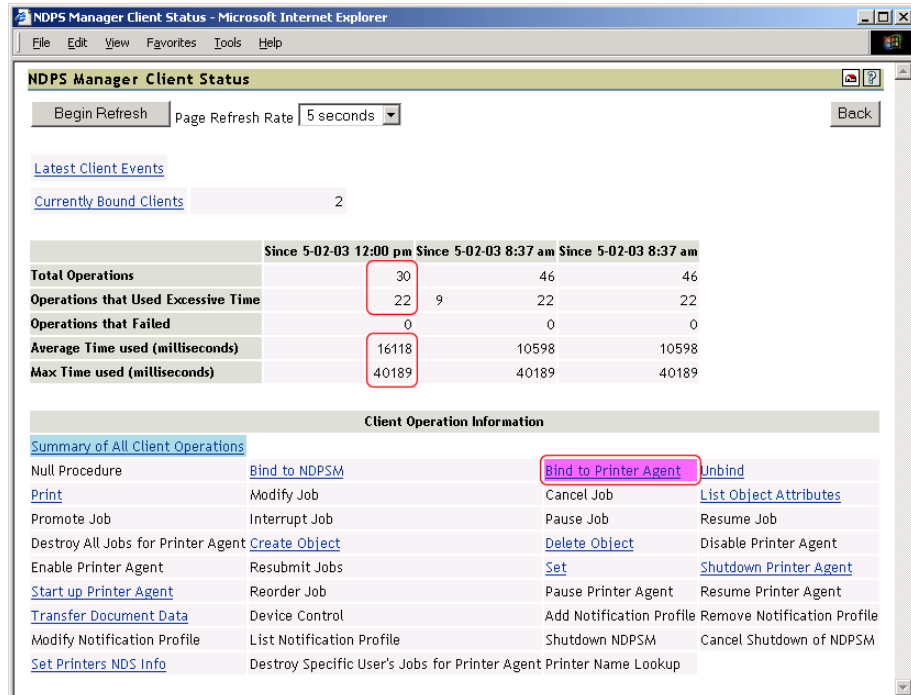 NDPS Manager Client Status - Microsoft Internet Explorer
File Edit View Favorites Tools Help
NDPS Manager Client Status
Begin Refresh Page Refresh Rate 5 seconds Back
Latest Client Events
Currently Bound Clients 2
Since 5-02-03 12:00 pm Since 5-02-03 8:37 am Since 5-02-03 8:37 am
Total Operations 30 46 46
Operations that Used Excessive Time 22 9 22 22
Operations that Failed 0 0 0
Average Time used (milliseconds) 16118 10598 10598
Max Time used (milliseconds) 40189 40189 40189
Client Operation Information
Summary of All Client Operations
Null Procedure Bind to NDPSM Bind to Printer Agent Unbind
Print Modify Job Cancel Job List Object Attributes
Promote Job Interrupt Job Pause Job Resume Job
Destroy All Jobs for Printer Agent Create Object Delete Object Disable Printer Agent
Enable Printer Agent Resubmit Jobs Set Shutdown Printer Agent
Start up Printer Agent Reorder Job Pause Printer Agent Resume Printer Agent
Transfer Document Data Device Control Add Notification Profile Remove Notification Profile
Modify Notification Profile List Notification Profile Shutdown NDPSM Cancel Shutdown of NDPSM
Set Printers NDS Info Destroy Specific User's Jobs for Printer Agent Printer Name Lookup